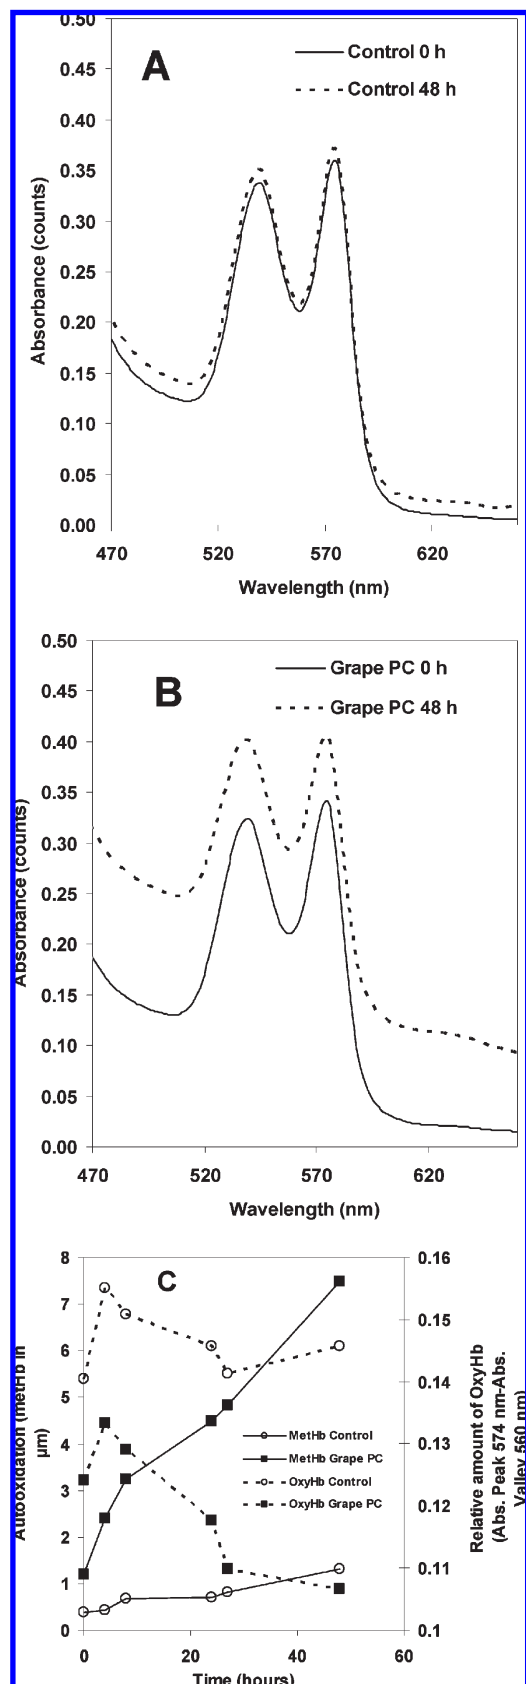 0.50
A
Control 0 h
0.45
Control 48 h
0.40
0.35
0.30
0.25
0.20
0.15
0.10
0.05
0.00
Absorbance (counts)
470 520 570 620
Wavelength (nm)
0.50
B
Grape PC 0 h
0.45
Grape PC 48 h
0.40
0.35
0.30
0.25
0.20
0.15
0.10
0.05
0.00
Absorbance (counts)
470 520 570 620
Wavelength (nm)
C
8
7
6
5
4
3
2
1
0
Autooxidation (metHb in
µm)
0.16
0.15
0.14
0.13
0.12
0.11
0.1
Relative amount of OxyHb
(Abs. Peak 574 nm-Abs.
Valley 560 nm)
MetHb Control
MetHb Grape PC
OxyHb Control
OxyHb Grape PC
0 20 40 60
Time (hours)